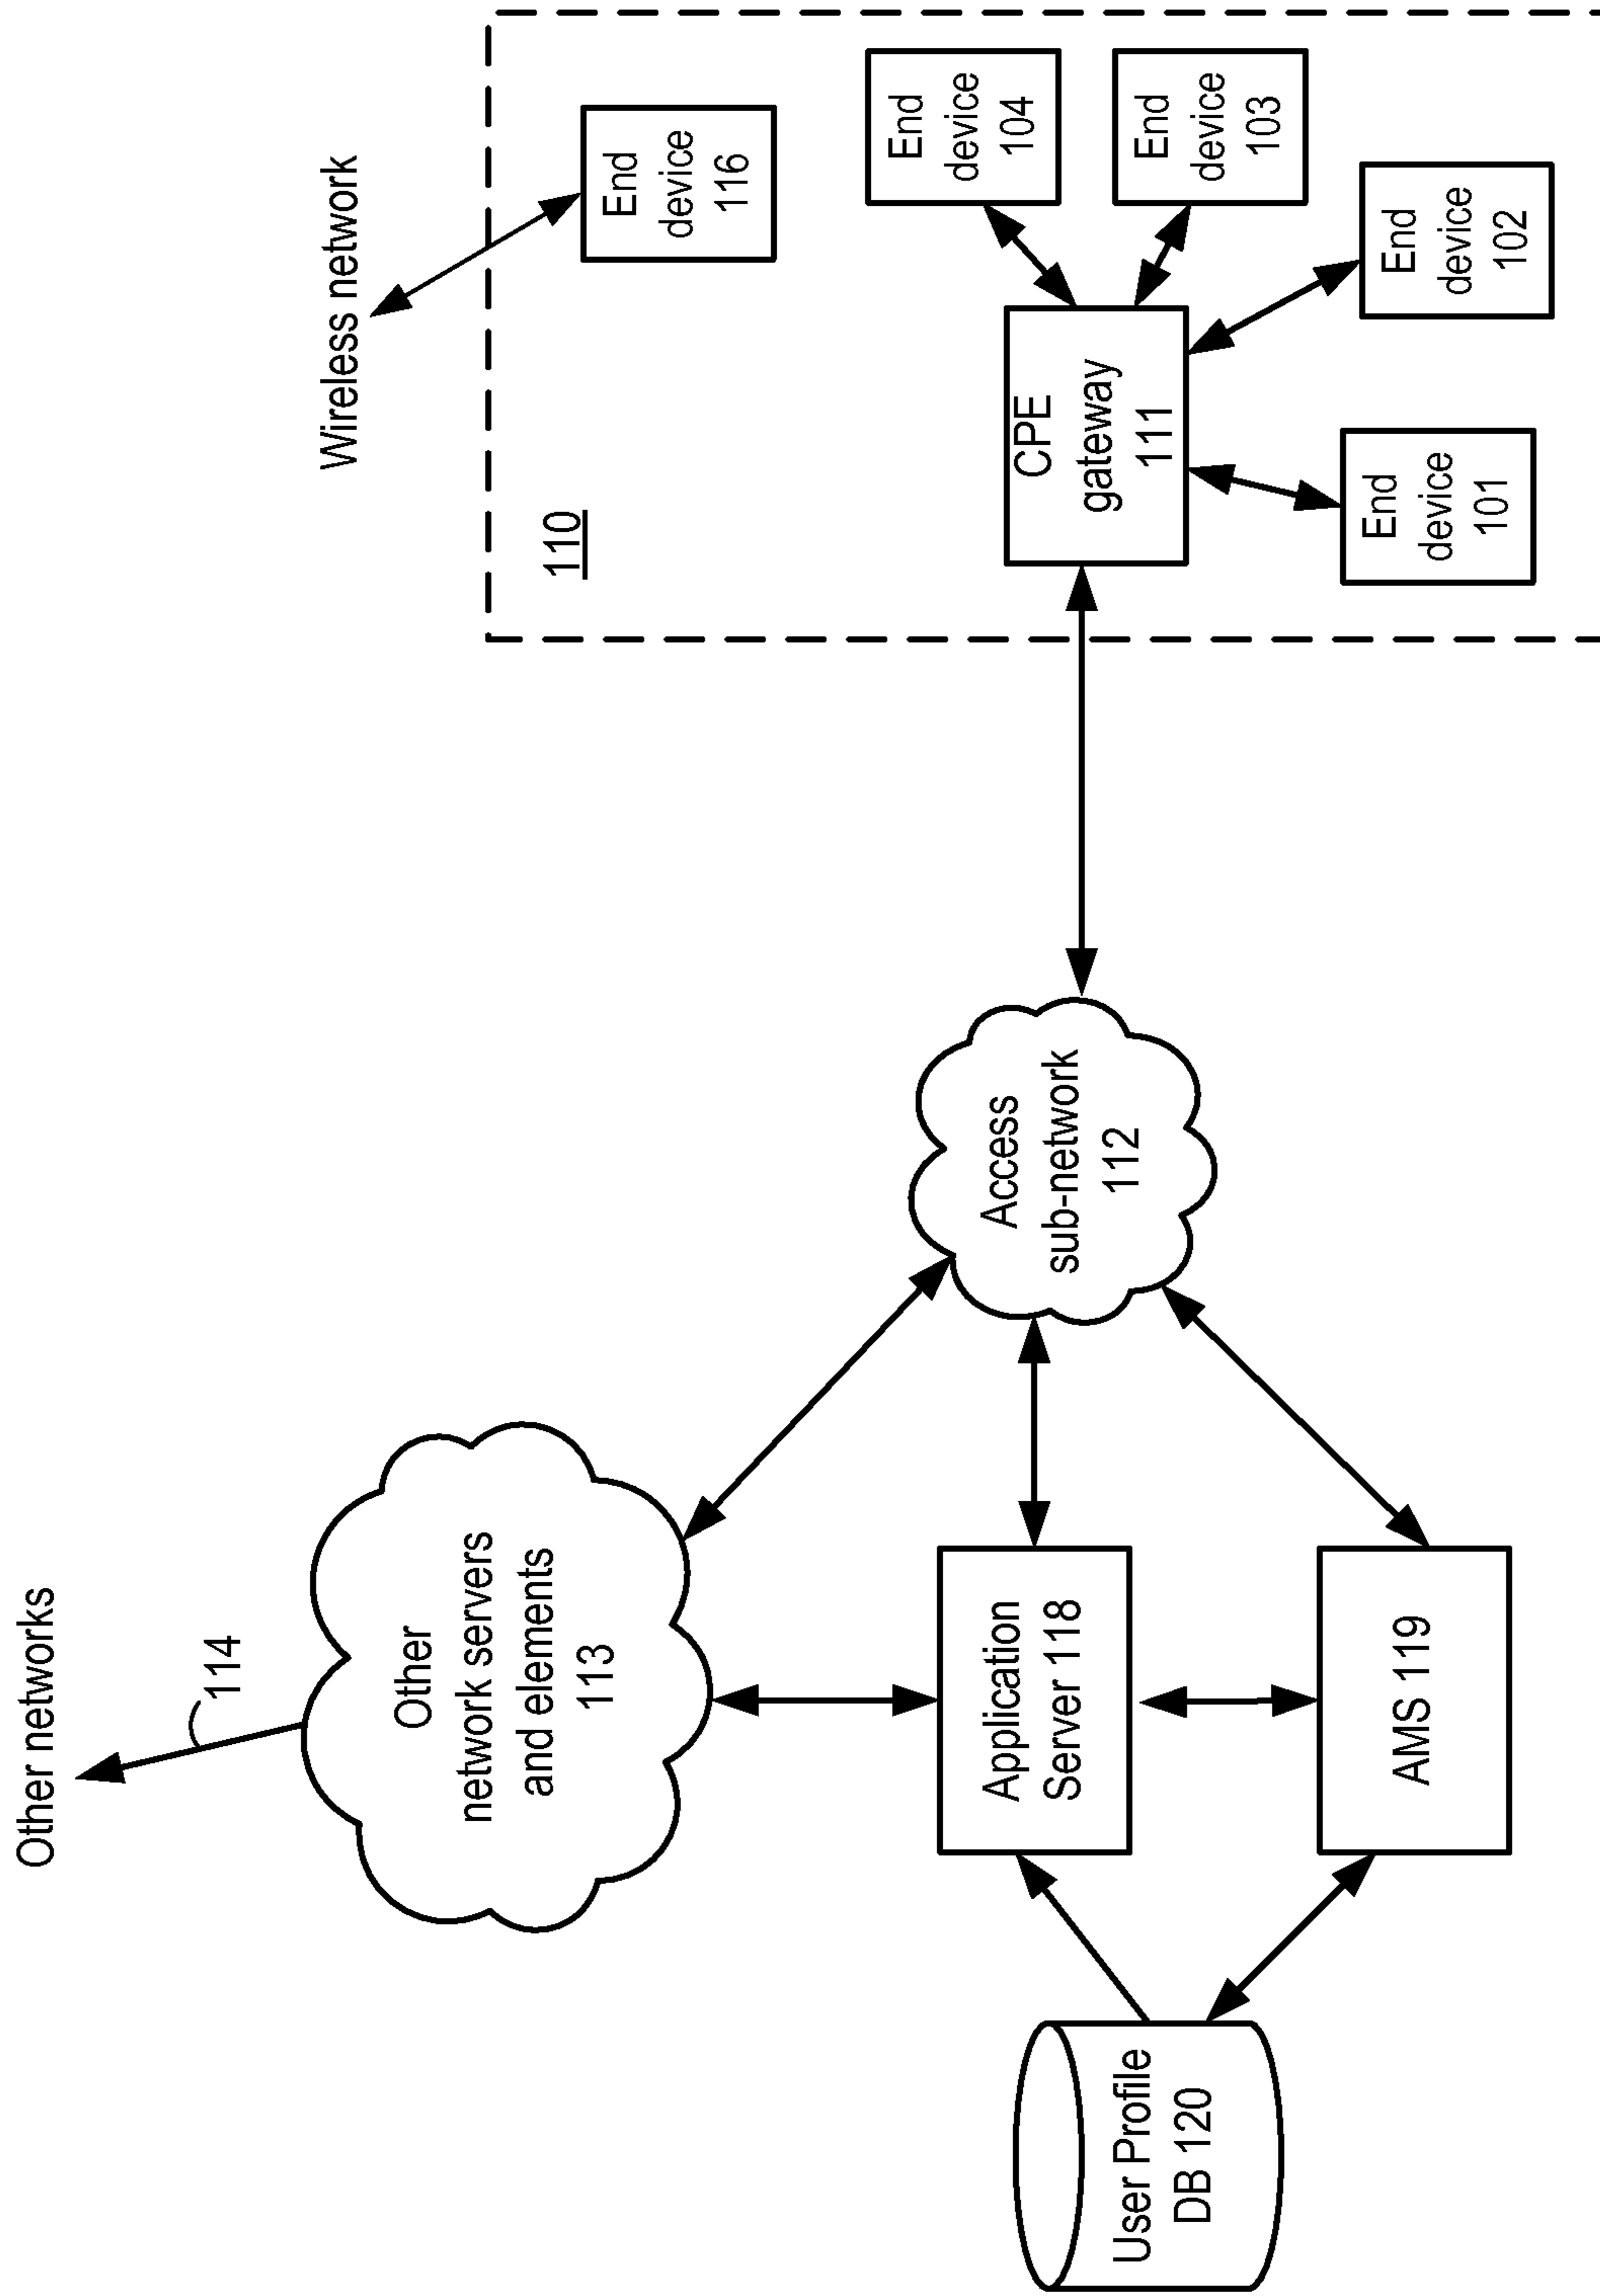 Other networks
114
Other
network servers
and elements
113
Wireless network
110
End
device
116
User Profile
DB 120
Application
Server 118
AMS 119
Access
sub-network
112
CPE
gateway
111
End
device
104
End
device
103
End
device
102
End
device
101